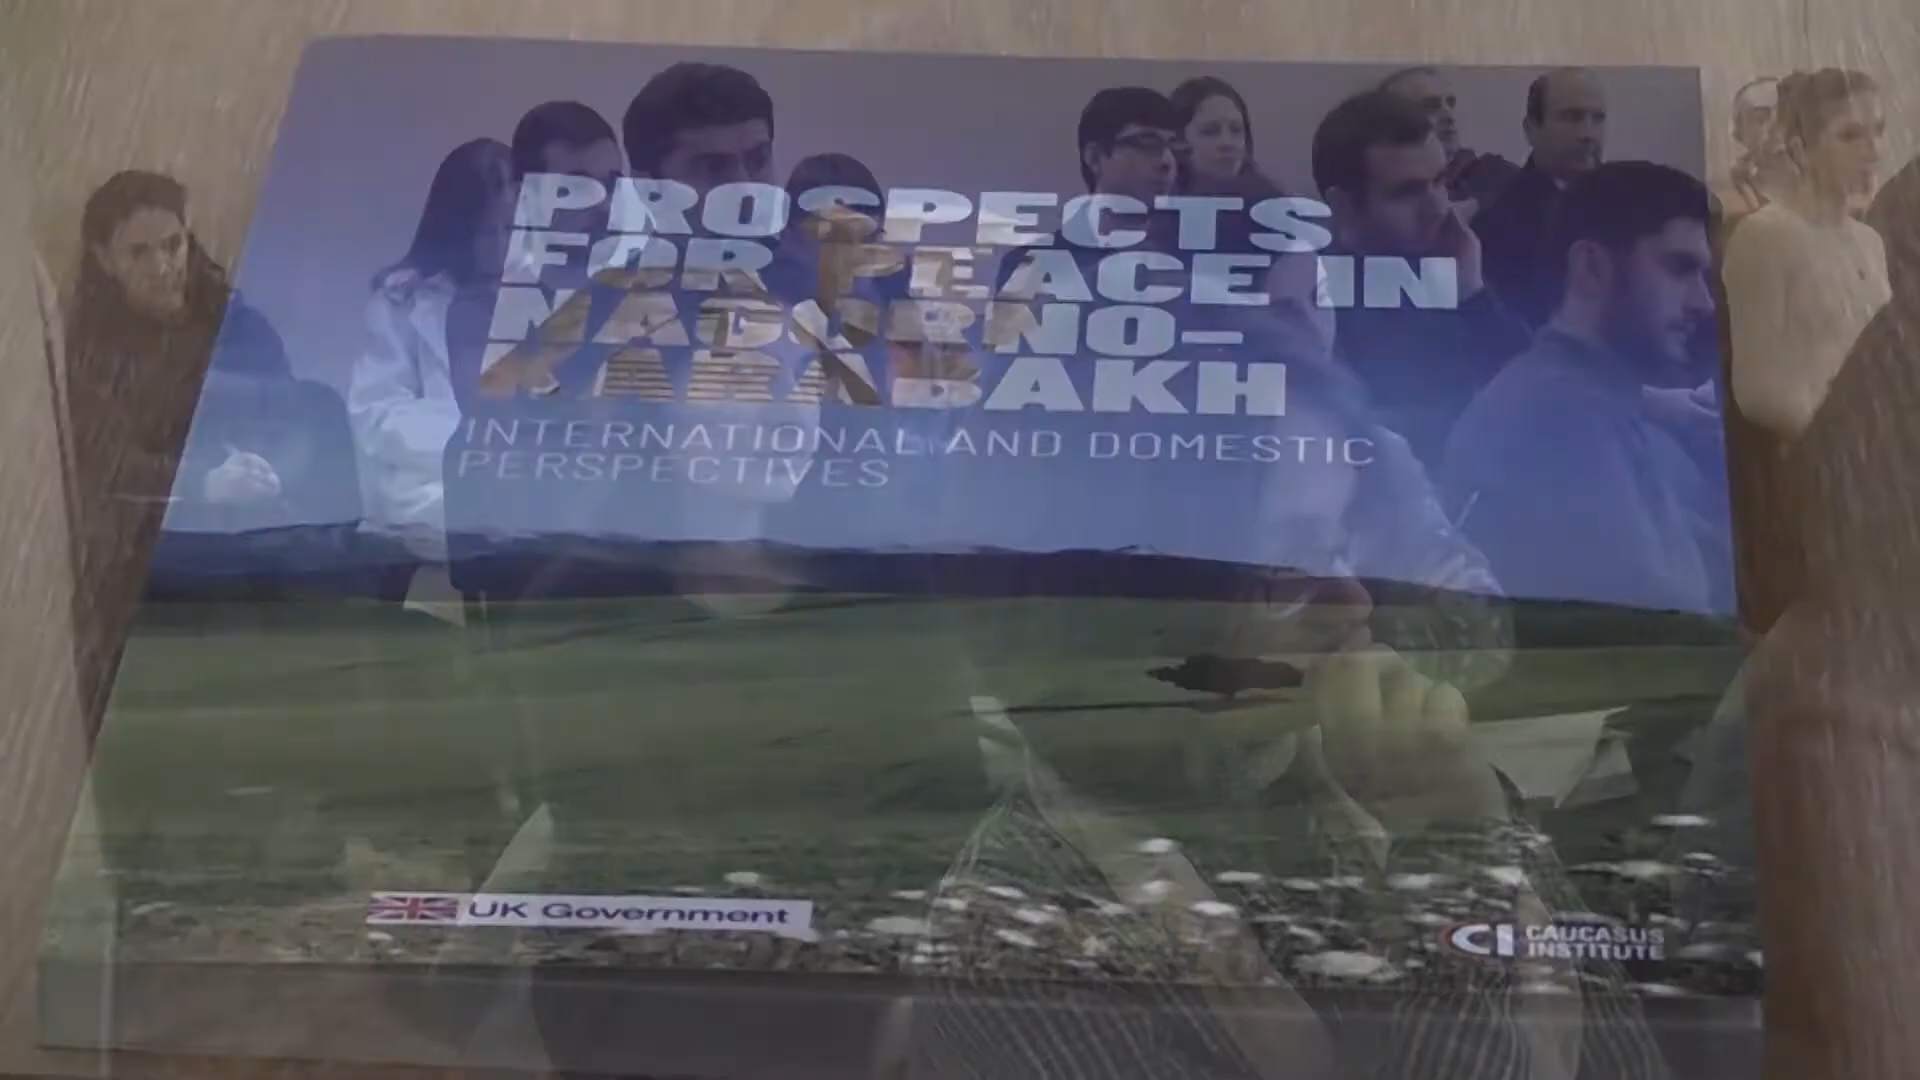 PROSPECTS
FOR PEACE IN
NAGORNO-
KARABAKH
INTERNATIONAL AND DOMESTIC
PERSPECTIVES
UK Government
CI CAUCASUS
INSTITUTE